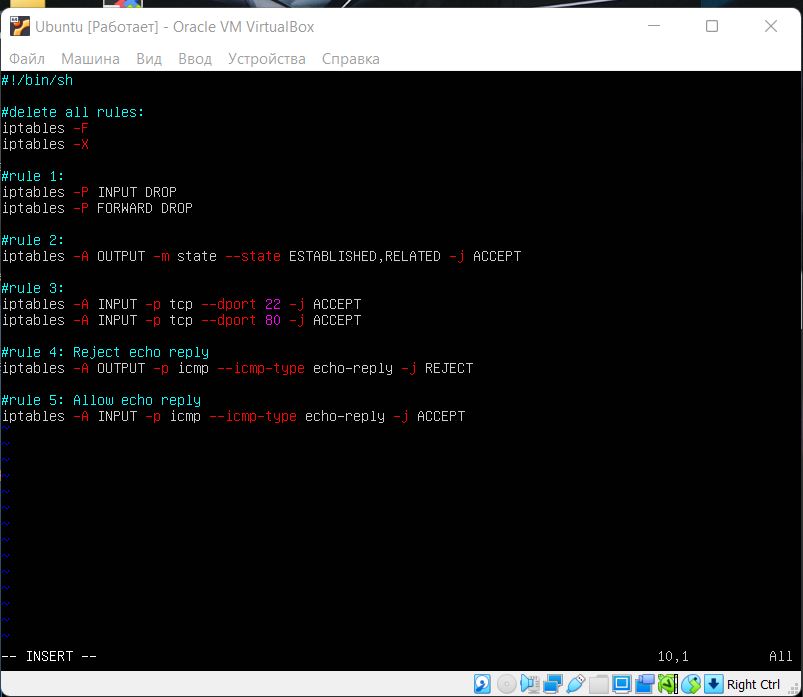 Ubuntu [Работает] - Oracle VM VirtualBox
Файл Машина Вид Ввод Устройства Справка
#!/bin/sh
#delete all rules:
iptables -F
iptables -X
#rule 1:
iptables -P INPUT DROP
iptables -P FORWARD DROP
#rule 2:
iptables -A OUTPUT -m state --state ESTABLISHED,RELATED -j ACCEPT
#rule 3:
iptables -A INPUT -p tcp --dport 22 -j ACCEPT
iptables -A INPUT -p tcp --dport 80 -j ACCEPT
#rule 4: Reject echo reply
iptables -A OUTPUT -p icmp --icmp-type echo-reply -j REJECT
#rule 5: Allow echo reply
iptables -A INPUT -p icmp --icmp-type echo-reply -j ACCEPT
~
~
~
~
~
~
~
~
~
~
~
~
~
~
-- INSERT -- 10,1 All
Right Ctrl